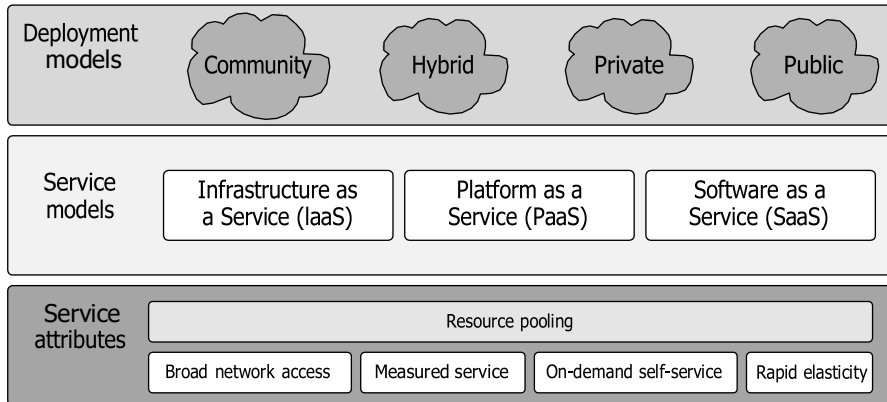 Deployment
models
Community
Hybrid
Private
Public
Service
models
Infrastructure as
a Service (IaaS)
Platform as a
Service (PaaS)
Software as a
Service (SaaS)
Service
attributes
Resource pooling
Broad network access
Measured service
On-demand self-service
Rapid elasticity